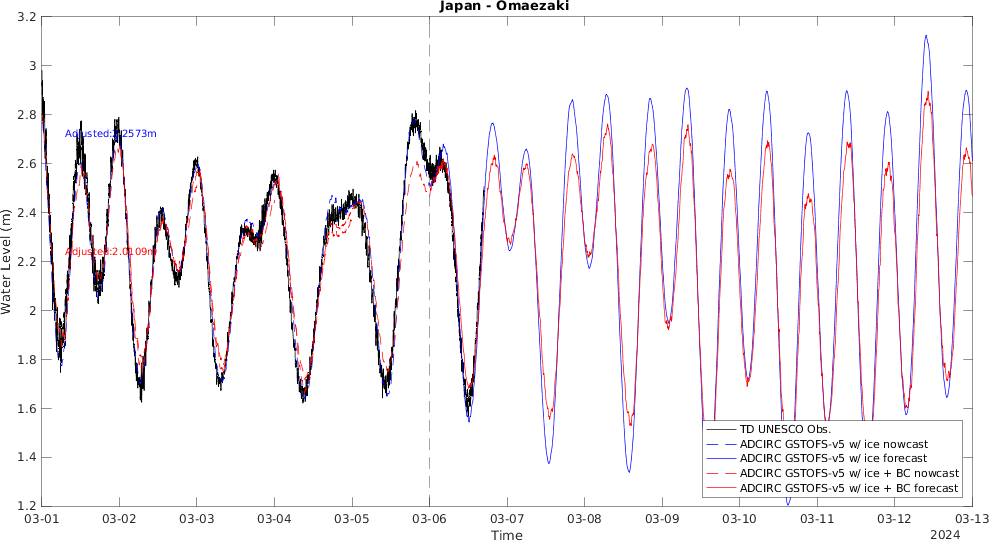 Japan - Omaezaki
Water Level (m)
3.2
3
2.8
2.6
2.4
2.2
2
1.8
1.6
1.4
1.2
Adjusted:2.2573m
Adjusted:2.0109m
TD UNESCO Obs.
ADCIRC GSTOFS-v5 w/ ice nowcast
ADCIRC GSTOFS-v5 w/ ice forecast
ADCIRC GSTOFS-v5 w/ ice + BC nowcast
ADCIRC GSTOFS-v5 w/ ice + BC forecast
03-01 03-02 03-03 03-04 03-05 03-06 03-07 03-08 03-09 03-10 03-11 03-12 03-13
Time
2024